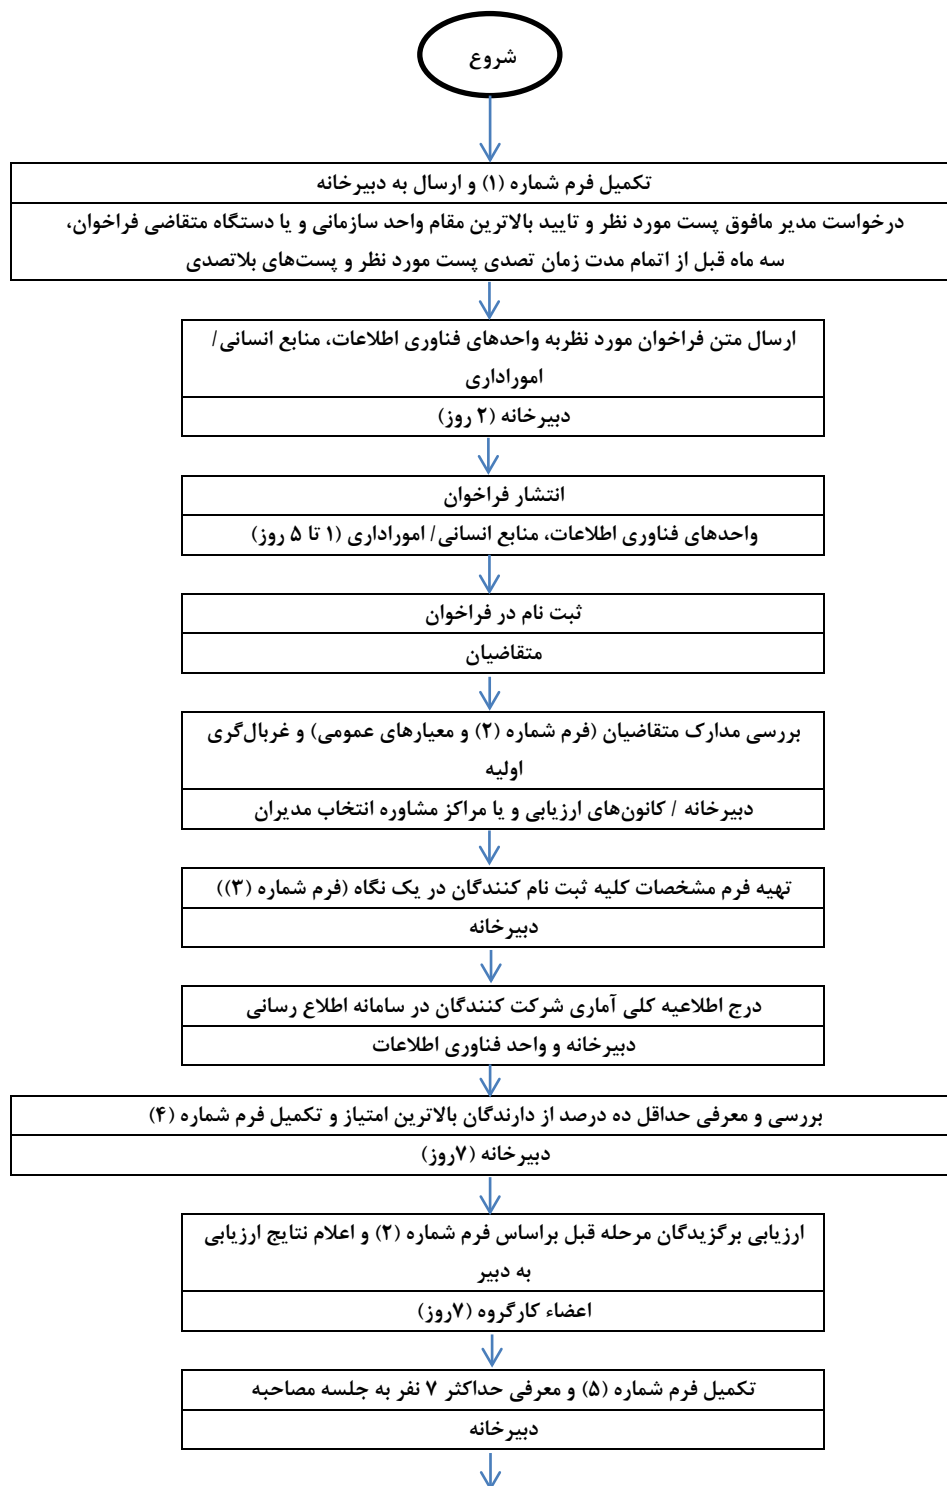 شروع
تکمیل فرم شماره (۱) و ارسال به دبیرخانه
درخواست مدیر مافوق پست مورد نظر و تایید بالاترین مقام واحد سازمانی و یا دستگاه متقاضی فراخوان،
سه ماه قبل از اتمام مدت زمان تصدی پست مورد نظر و پست‌های بلاتصدی
ارسال متن فراخوان مورد نظربه واحدهای فناوری اطلاعات، منابع انسانی/
اموراداری
دبیرخانه (۲ روز)
انتشار فراخوان
واحدهای فناوری اطلاعات، منابع انسانی/ اموراداری (۱ تا ۵ روز)
ثبت نام در فراخوان
متقاضیان
بررسی مدارک متقاضیان (فرم شماره (۲) و معیارهای عمومی) و غربال‌گری
اولیه
دبیرخانه / کانون‌های ارزیابی و یا مراکز مشاوره انتخاب مدیران
تهیه فرم مشخصات کلیه ثبت نام کنندگان در یک نگاه (فرم شماره (۳))
دبیرخانه
درج اطلاعیه کلی آماری شرکت کنندگان در سامانه اطلاع رسانی
دبیرخانه و واحد فناوری اطلاعات
بررسی و معرفی حداقل ده درصد از دارندگان بالاترین امتیاز و تکمیل فرم شماره (۴)
دبیرخانه (۷روز)
ارزیابی برگزیدگان مرحله قبل براساس فرم شماره (۲) و اعلام نتایج ارزیابی
به دبیر
اعضاء کارگروه (۷روز)
تکمیل فرم شماره (۵) و معرفی حداکثر ۷ نفر به جلسه مصاحبه
دبیرخانه